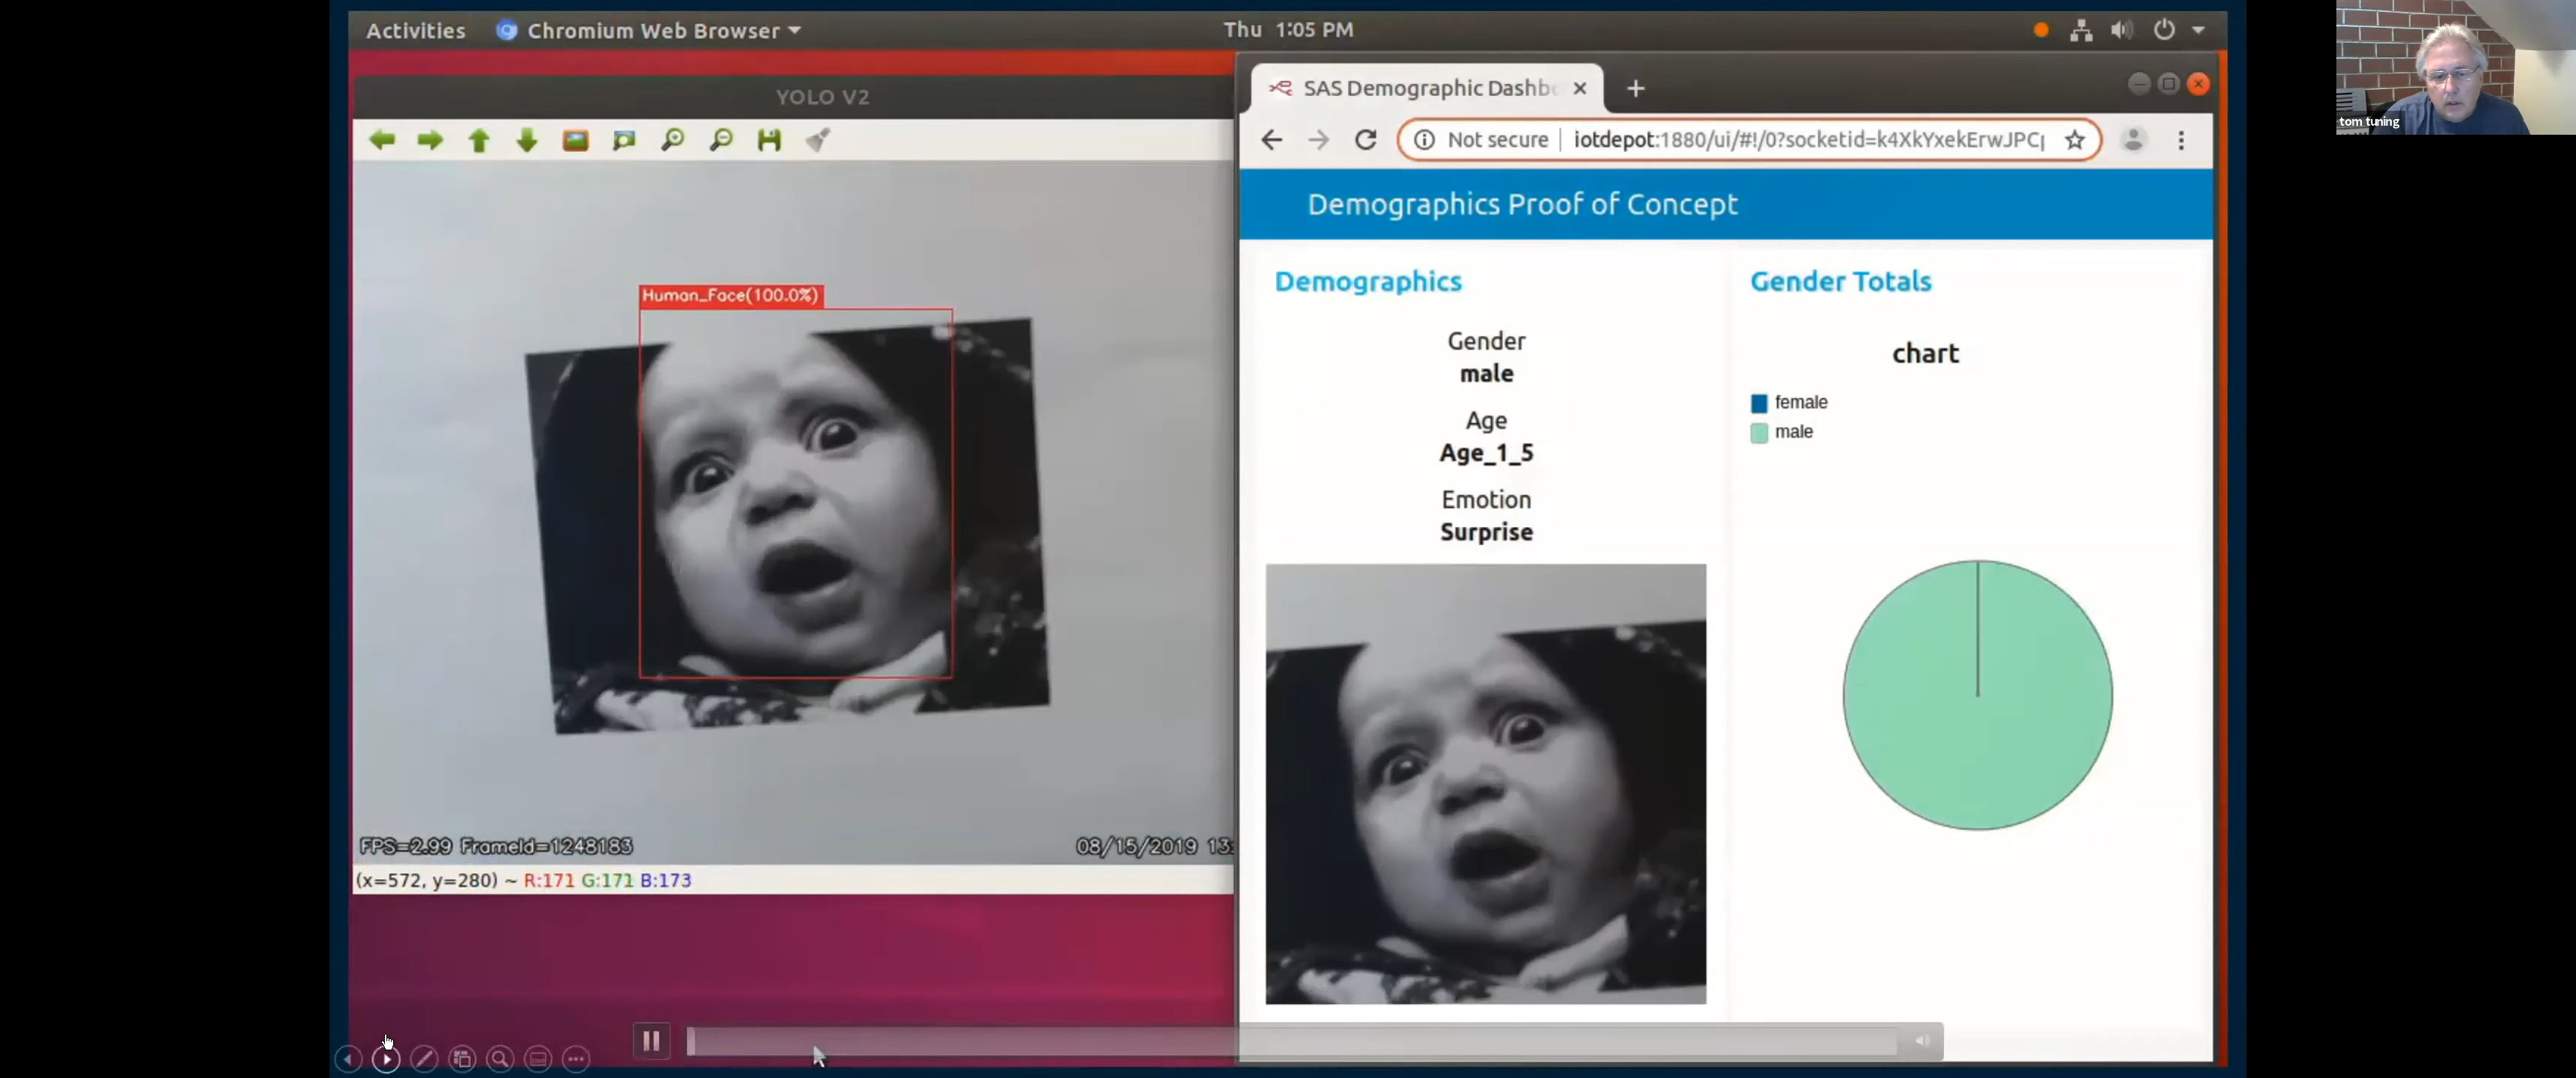 Activities Chromium Web Browser Thu 1:05 PM
tom tuning
YOLO V2
Human_Face(100.0%)
FPS=2.99 FrameId=1248183
08/15/2019 13:
(x=572, y=280) ~ R:171 G:171 B:173
SAS Demographic Dashbo
Not secure iotdepot:1880/ui/#!/0?socketid=k4XkYxekErwJPC
Demographics Proof of Concept
Demographics
Gender
male
Age
Age_1_5
Emotion
Surprise
Gender Totals
chart
female
male